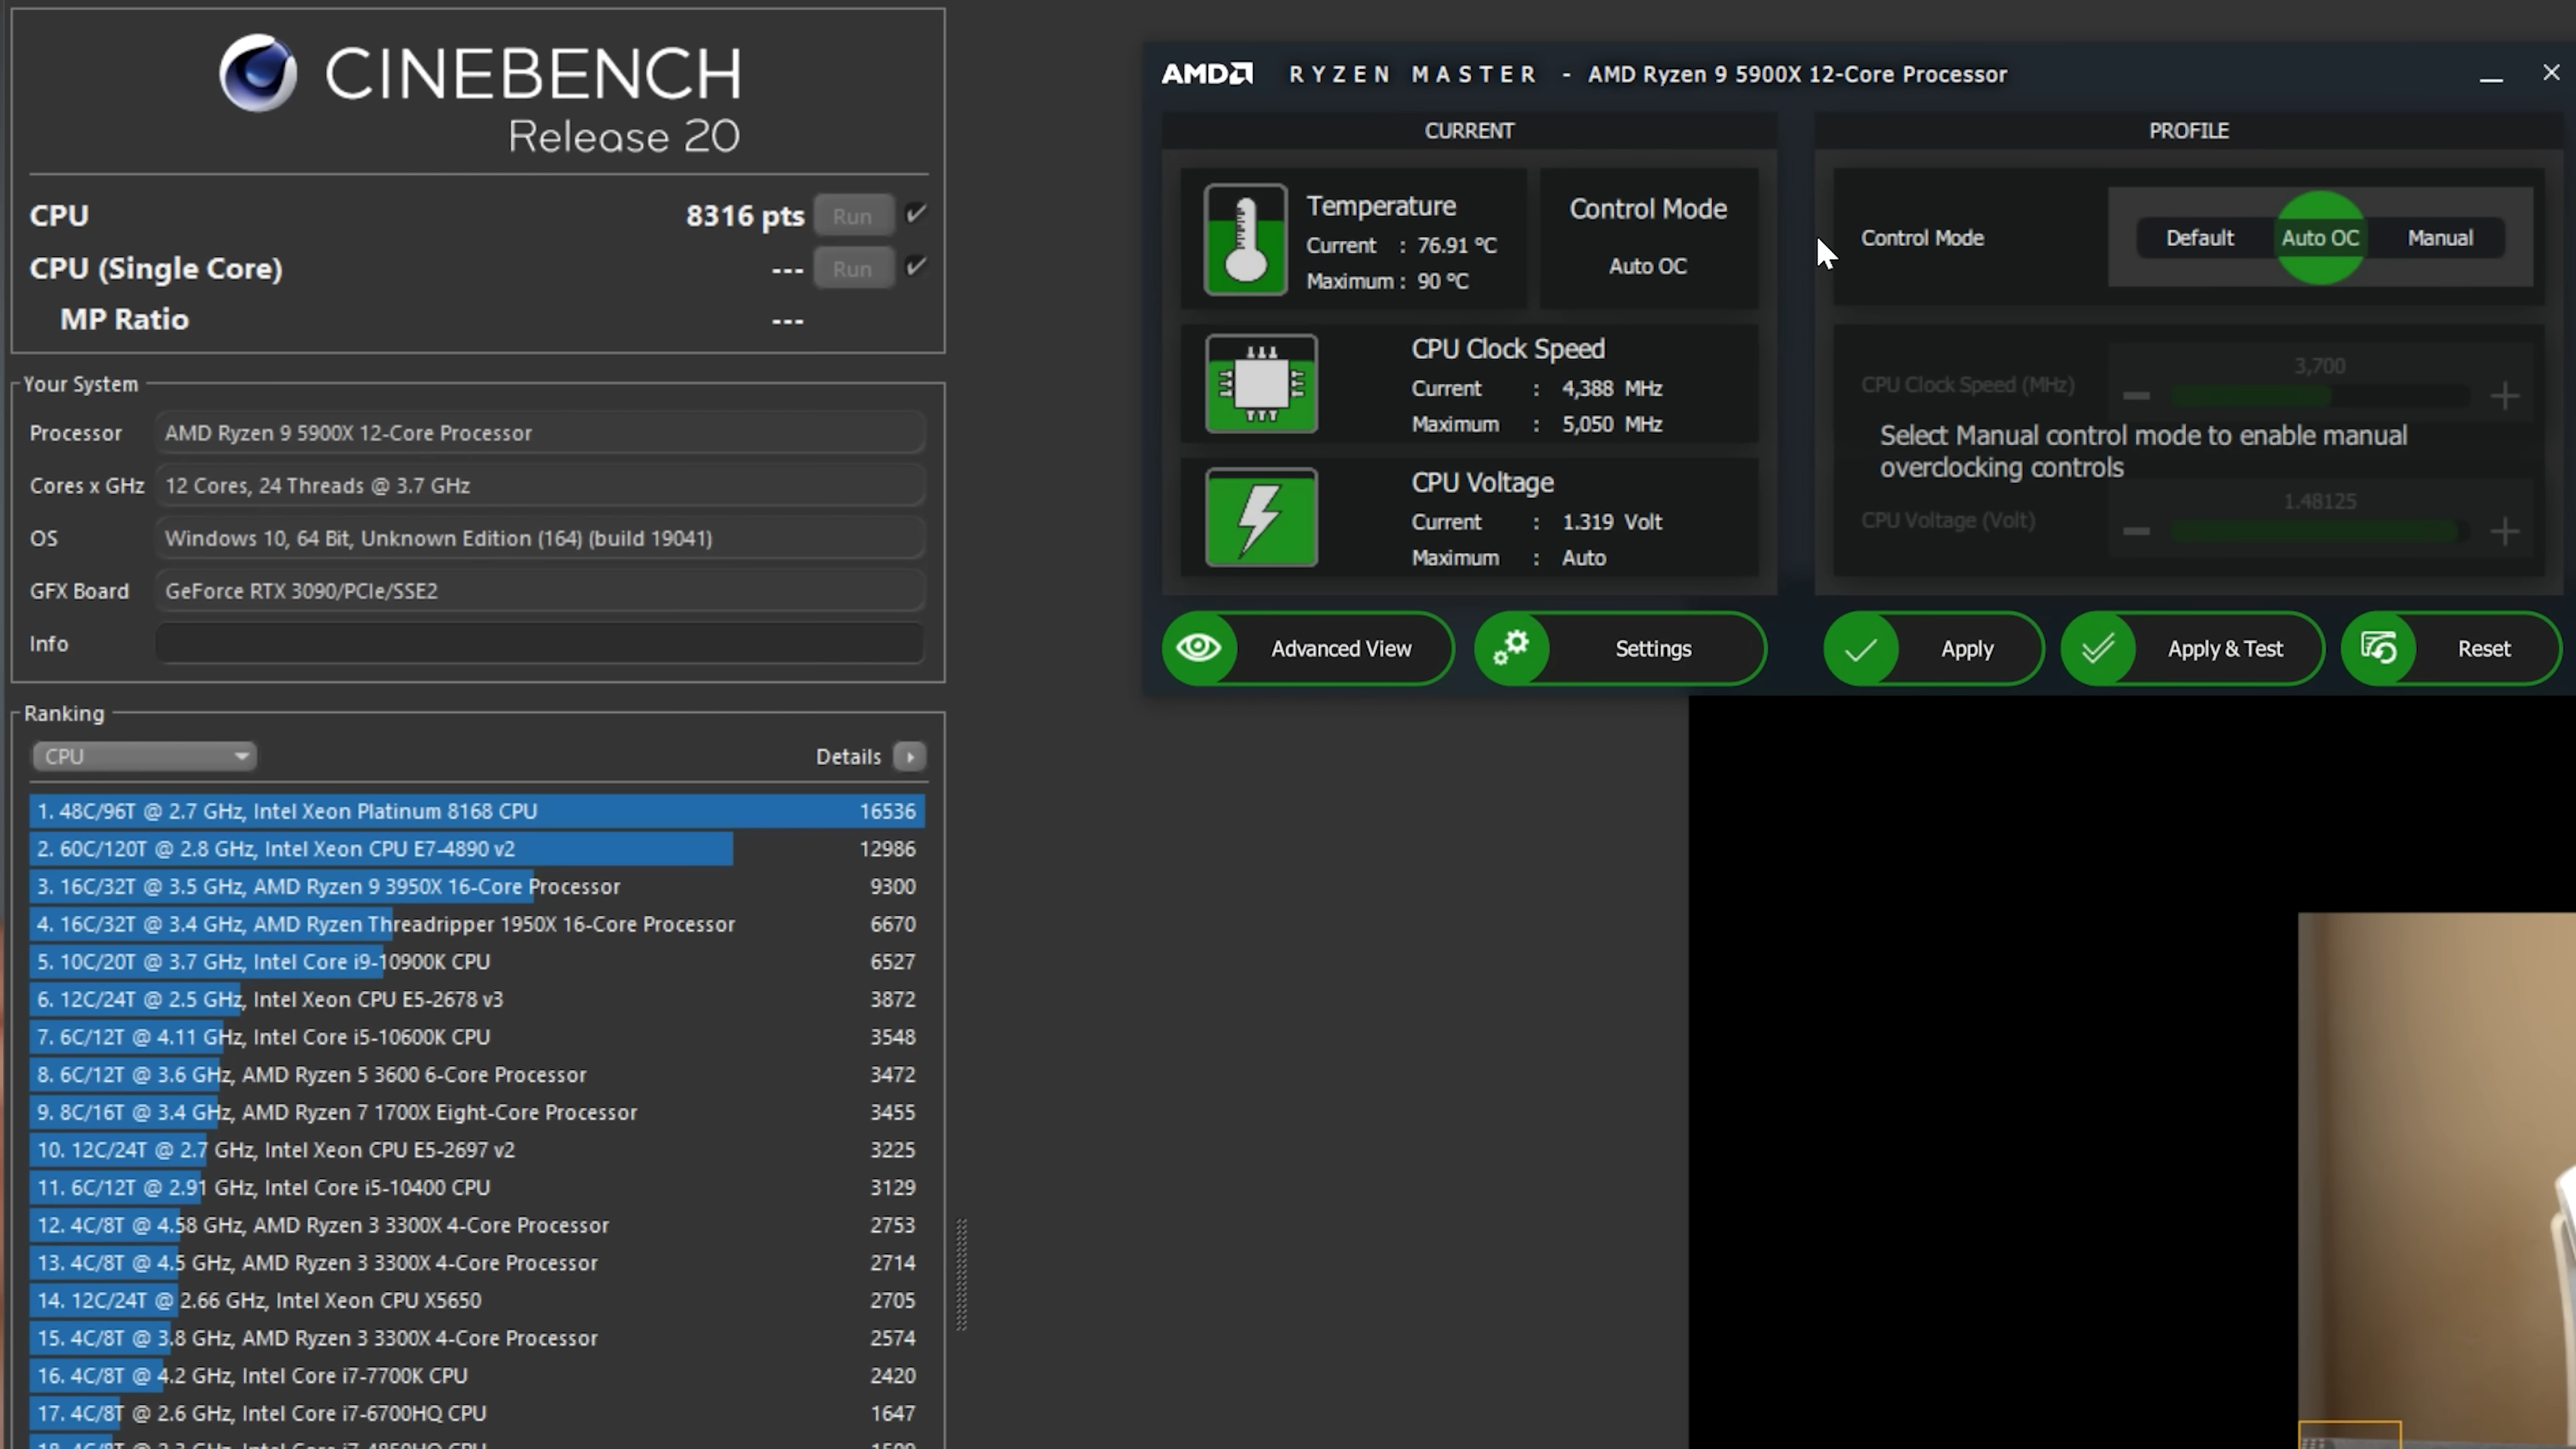 CINEBENCH
Release 20
CPU 8316 pts Run
CPU (Single Core) --- Run
MP Ratio ---
Your System
Processor AMD Ryzen 9 5900X 12-Core Processor
Cores x GHz 12 Cores, 24 Threads @ 3.7 GHz
OS Windows 10, 64 Bit, Unknown Edition (164) (build 19041)
GFX Board GeForce RTX 3090/PCIe/SSE2
Info
Ranking
CPU Details
1. 48C/96T @ 2.7 GHz, Intel Xeon Platinum 8168 CPU 16536
2. 60C/120T @ 2.8 GHz, Intel Xeon CPU E7-4890 v2 12986
3. 16C/32T @ 3.5 GHz, AMD Ryzen 9 3950X 16-Core Processor 9300
4. 16C/32T @ 3.4 GHz, AMD Ryzen Threadripper 1950X 16-Core Processor 6670
5. 10C/20T @ 3.7 GHz, Intel Core i9-10900K CPU 6527
6. 12C/24T @ 2.5 GHz, Intel Xeon CPU E5-2678 v3 3872
7. 6C/12T @ 4.11 GHz, Intel Core i5-10600K CPU 3548
8. 6C/12T @ 3.6 GHz, AMD Ryzen 5 3600 6-Core Processor 3472
9. 8C/16T @ 3.4 GHz, AMD Ryzen 7 1700X Eight-Core Processor 3455
10. 12C/24T @ 2.7 GHz, Intel Xeon CPU E5-2697 v2 3225
11. 6C/12T @ 2.91 GHz, Intel Core i5-10400 CPU 3129
12. 4C/8T @ 4.58 GHz, AMD Ryzen 3 3300X 4-Core Processor 2753
13. 4C/8T @ 4.5 GHz, AMD Ryzen 3 3300X 4-Core Processor 2714
14. 12C/24T @ 2.66 GHz, Intel Xeon CPU X5650 2705
15. 4C/8T @ 3.8 GHz, AMD Ryzen 3 3300X 4-Core Processor 2574
16. 4C/8T @ 4.2 GHz, Intel Core i7-7700K CPU 2420
17. 4C/8T @ 2.6 GHz, Intel Core i7-6700HQ CPU 1647
AMD RYZEN MASTER - AMD Ryzen 9 5900X 12-Core Processor
CURRENT
Temperature
Current : 76.91 °C
Maximum : 90 °C
Control Mode
Auto OC
CPU Clock Speed
Current : 4,388 MHz
Maximum : 5,050 MHz
CPU Voltage
Current : 1.319 Volt
Maximum : Auto
Advanced View Settings
PROFILE
Control Mode Default Auto OC Manual
3,700
CPU Clock Speed (MHz)
Select Manual control mode to enable manual
overclocking controls
1.48125
CPU Voltage (Volt)
Apply Apply & Test Reset